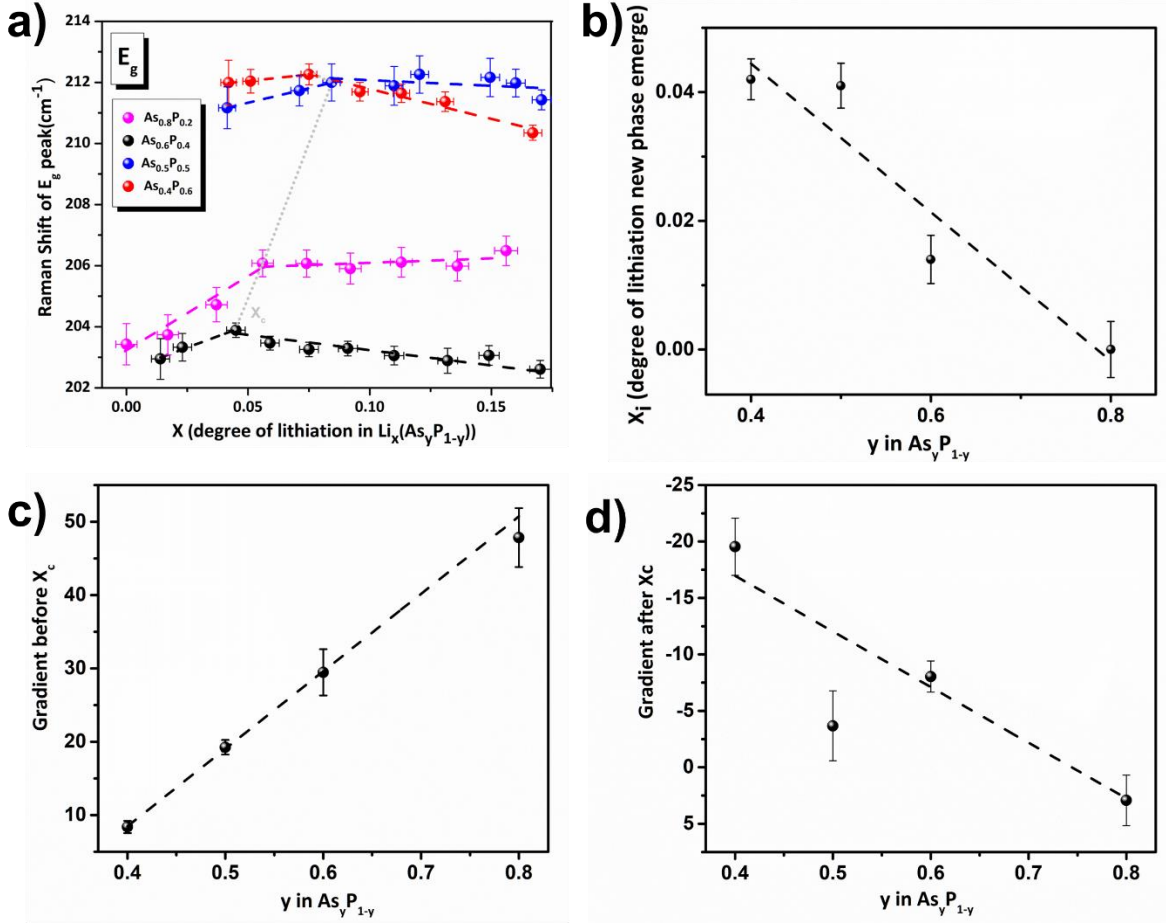 a)
E_g
As_0.8P_0.2
As_0.6P_0.4
As_0.5P_0.5
As_0.4P_0.6
X_c
Raman Shift of E_g peak(cm^-1)
214
212
210
208
206
204
202
0.00
0.05
0.10
0.15
X (degree of lithiation in Li_x(As_yP_1-y))
b)
X_i (degree of lithiation new phase emerge)
0.04
0.02
0.00
0.4
0.5
0.6
0.7
0.8
y in As_yP_1-y
c)
Gradient before X_c
50
40
30
20
10
0.4
0.5
0.6
0.7
0.8
y in As_yP_1-y
d)
Gradient after Xc
-25
-20
-15
-10
-5
0
5
0.4
0.5
0.6
0.7
0.8
y in As_yP_1-y